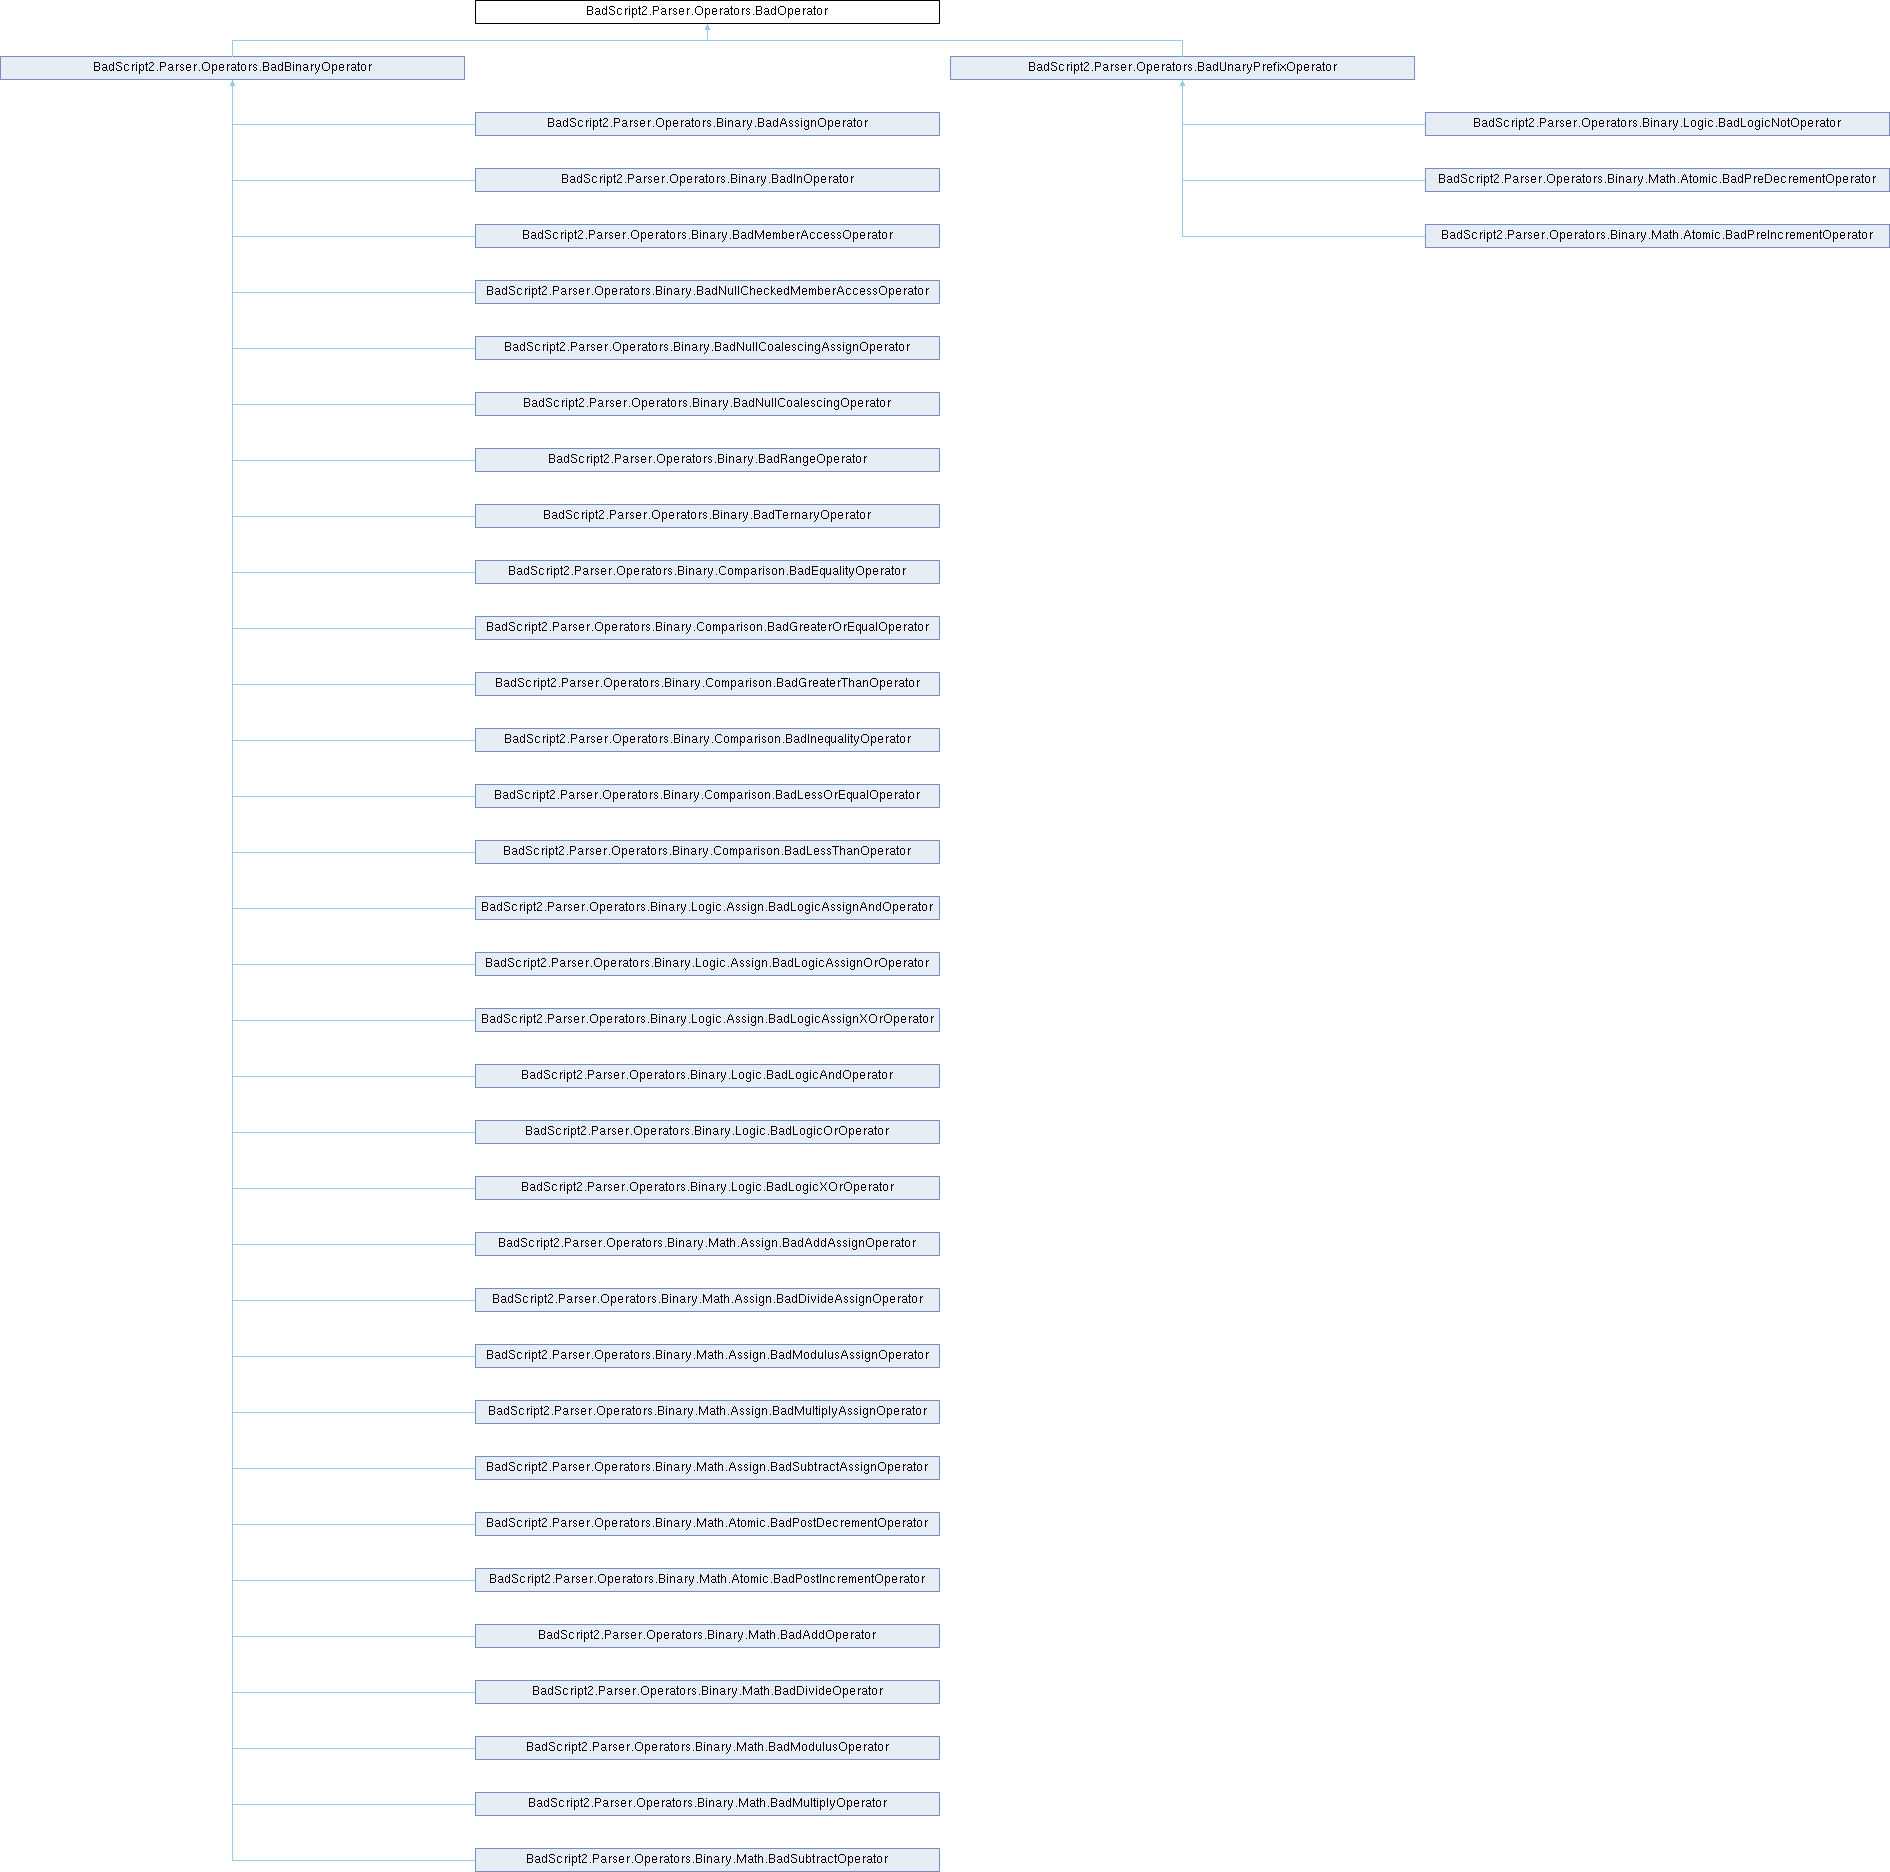 BadScript2.Parser.Operators.BadOperator
BadScript2.Parser.Operators.BadBinaryOperator
BadScript2.Parser.Operators.BadUnaryPrefixOperator
BadScript2.Parser.Operators.Binary.BadAssignOperator
BadScript2.Parser.Operators.Binary.Logic.BadLogicNotOperator
BadScript2.Parser.Operators.Binary.BadInOperator
BadScript2.Parser.Operators.Binary.Math.Atomic.BadPreDecrementOperator
BadScript2.Parser.Operators.Binary.BadMemberAccessOperator
BadScript2.Parser.Operators.Binary.Math.Atomic.BadPreIncrementOperator
BadScript2.Parser.Operators.Binary.BadNullCheckedMemberAccessOperator
BadScript2.Parser.Operators.Binary.BadNullCoalescingAssignOperator
BadScript2.Parser.Operators.Binary.BadNullCoalescingOperator
BadScript2.Parser.Operators.Binary.BadRangeOperator
BadScript2.Parser.Operators.Binary.BadTernaryOperator
BadScript2.Parser.Operators.Binary.Comparison.BadEqualityOperator
BadScript2.Parser.Operators.Binary.Comparison.BadGreaterOrEqualOperator
BadScript2.Parser.Operators.Binary.Comparison.BadGreaterThanOperator
BadScript2.Parser.Operators.Binary.Comparison.BadInequalityOperator
BadScript2.Parser.Operators.Binary.Comparison.BadLessOrEqualOperator
BadScript2.Parser.Operators.Binary.Comparison.BadLessThanOperator
BadScript2.Parser.Operators.Binary.Logic.Assign.BadLogicAssignAndOperator
BadScript2.Parser.Operators.Binary.Logic.Assign.BadLogicAssignOrOperator
BadScript2.Parser.Operators.Binary.Logic.Assign.BadLogicAssignXOrOperator
BadScript2.Parser.Operators.Binary.Logic.BadLogicAndOperator
BadScript2.Parser.Operators.Binary.Logic.BadLogicOrOperator
BadScript2.Parser.Operators.Binary.Logic.BadLogicXOrOperator
BadScript2.Parser.Operators.Binary.Math.Assign.BadAddAssignOperator
BadScript2.Parser.Operators.Binary.Math.Assign.BadDivideAssignOperator
BadScript2.Parser.Operators.Binary.Math.Assign.BadModulusAssignOperator
BadScript2.Parser.Operators.Binary.Math.Assign.BadMultiplyAssignOperator
BadScript2.Parser.Operators.Binary.Math.Assign.BadSubtractAssignOperator
BadScript2.Parser.Operators.Binary.Math.Atomic.BadPostDecrementOperator
BadScript2.Parser.Operators.Binary.Math.Atomic.BadPostIncrementOperator
BadScript2.Parser.Operators.Binary.Math.BadAddOperator
BadScript2.Parser.Operators.Binary.Math.BadDivideOperator
BadScript2.Parser.Operators.Binary.Math.BadModulusOperator
BadScript2.Parser.Operators.Binary.Math.BadMultiplyOperator
BadScript2.Parser.Operators.Binary.Math.BadSubtractOperator